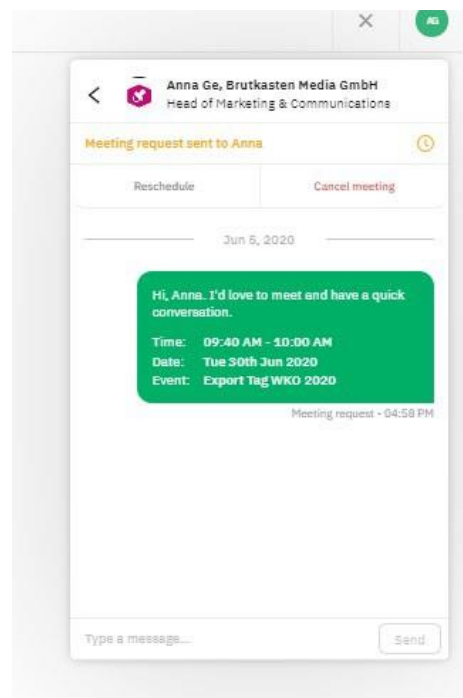 AG
Anna Ge, Brutkasten Media GmbH
Head of Marketing & Communications
Meeting request sent to Anna
Reschedule
Cancel meeting
Jun 5, 2020
Hi, Anna. I'd love to meet and have a quick
conversation.
Time: 09:40 AM - 10:00 AM
Date: Tue 30th Jun 2020
Event: Export Tag WKO 2020
Meeting request - 04:58 PM
Type a message...
Send